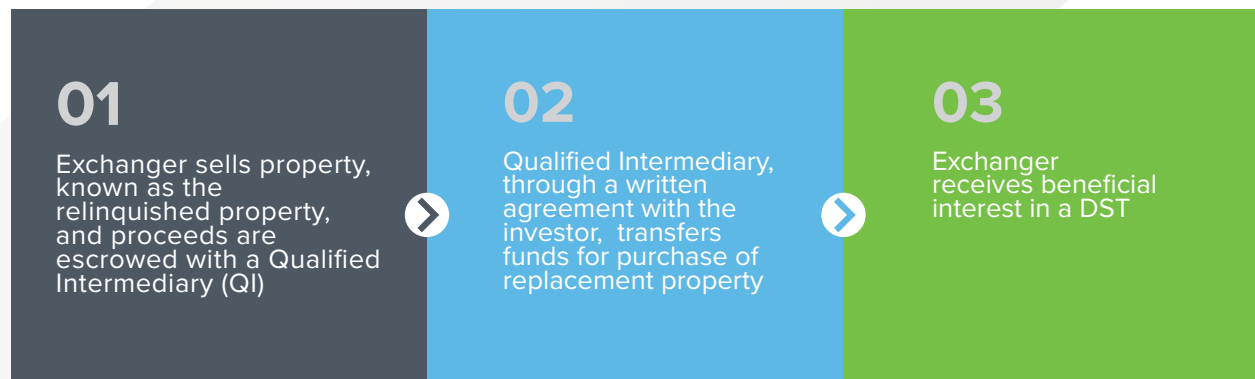 01
Exchanger sells property,
known as the
relinquished property,
and proceeds are
escrowed with a Qualified
Intermediary (QI)
02
Qualified Intermediary,
through a written
agreement with the
investor,  transfers
funds for purchase of
replacement property
03
Exchanger
receives beneficial
interest in a DST